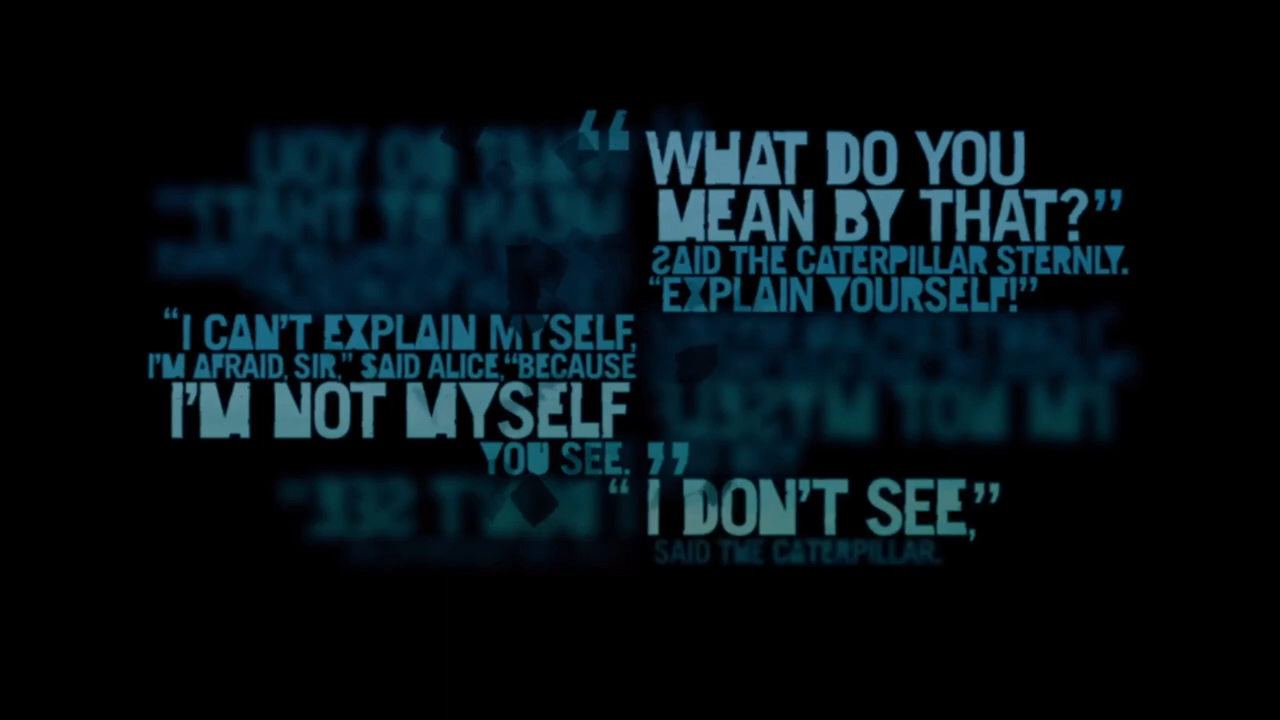 “WHAT DO YOU
MEAN BY THAT?”
SAID THE CATERPILLAR STERNLY.
“EXPLAIN YOURSELF!”
“I CAN’T EXPLAIN MYSELF,
I’M AFRAID, SIR,” SAID ALICE, “BECAUSE
I’M NOT MYSELF
YOU SEE.”
“I DON’T SEE,”
SAID THE CATERPILLAR.